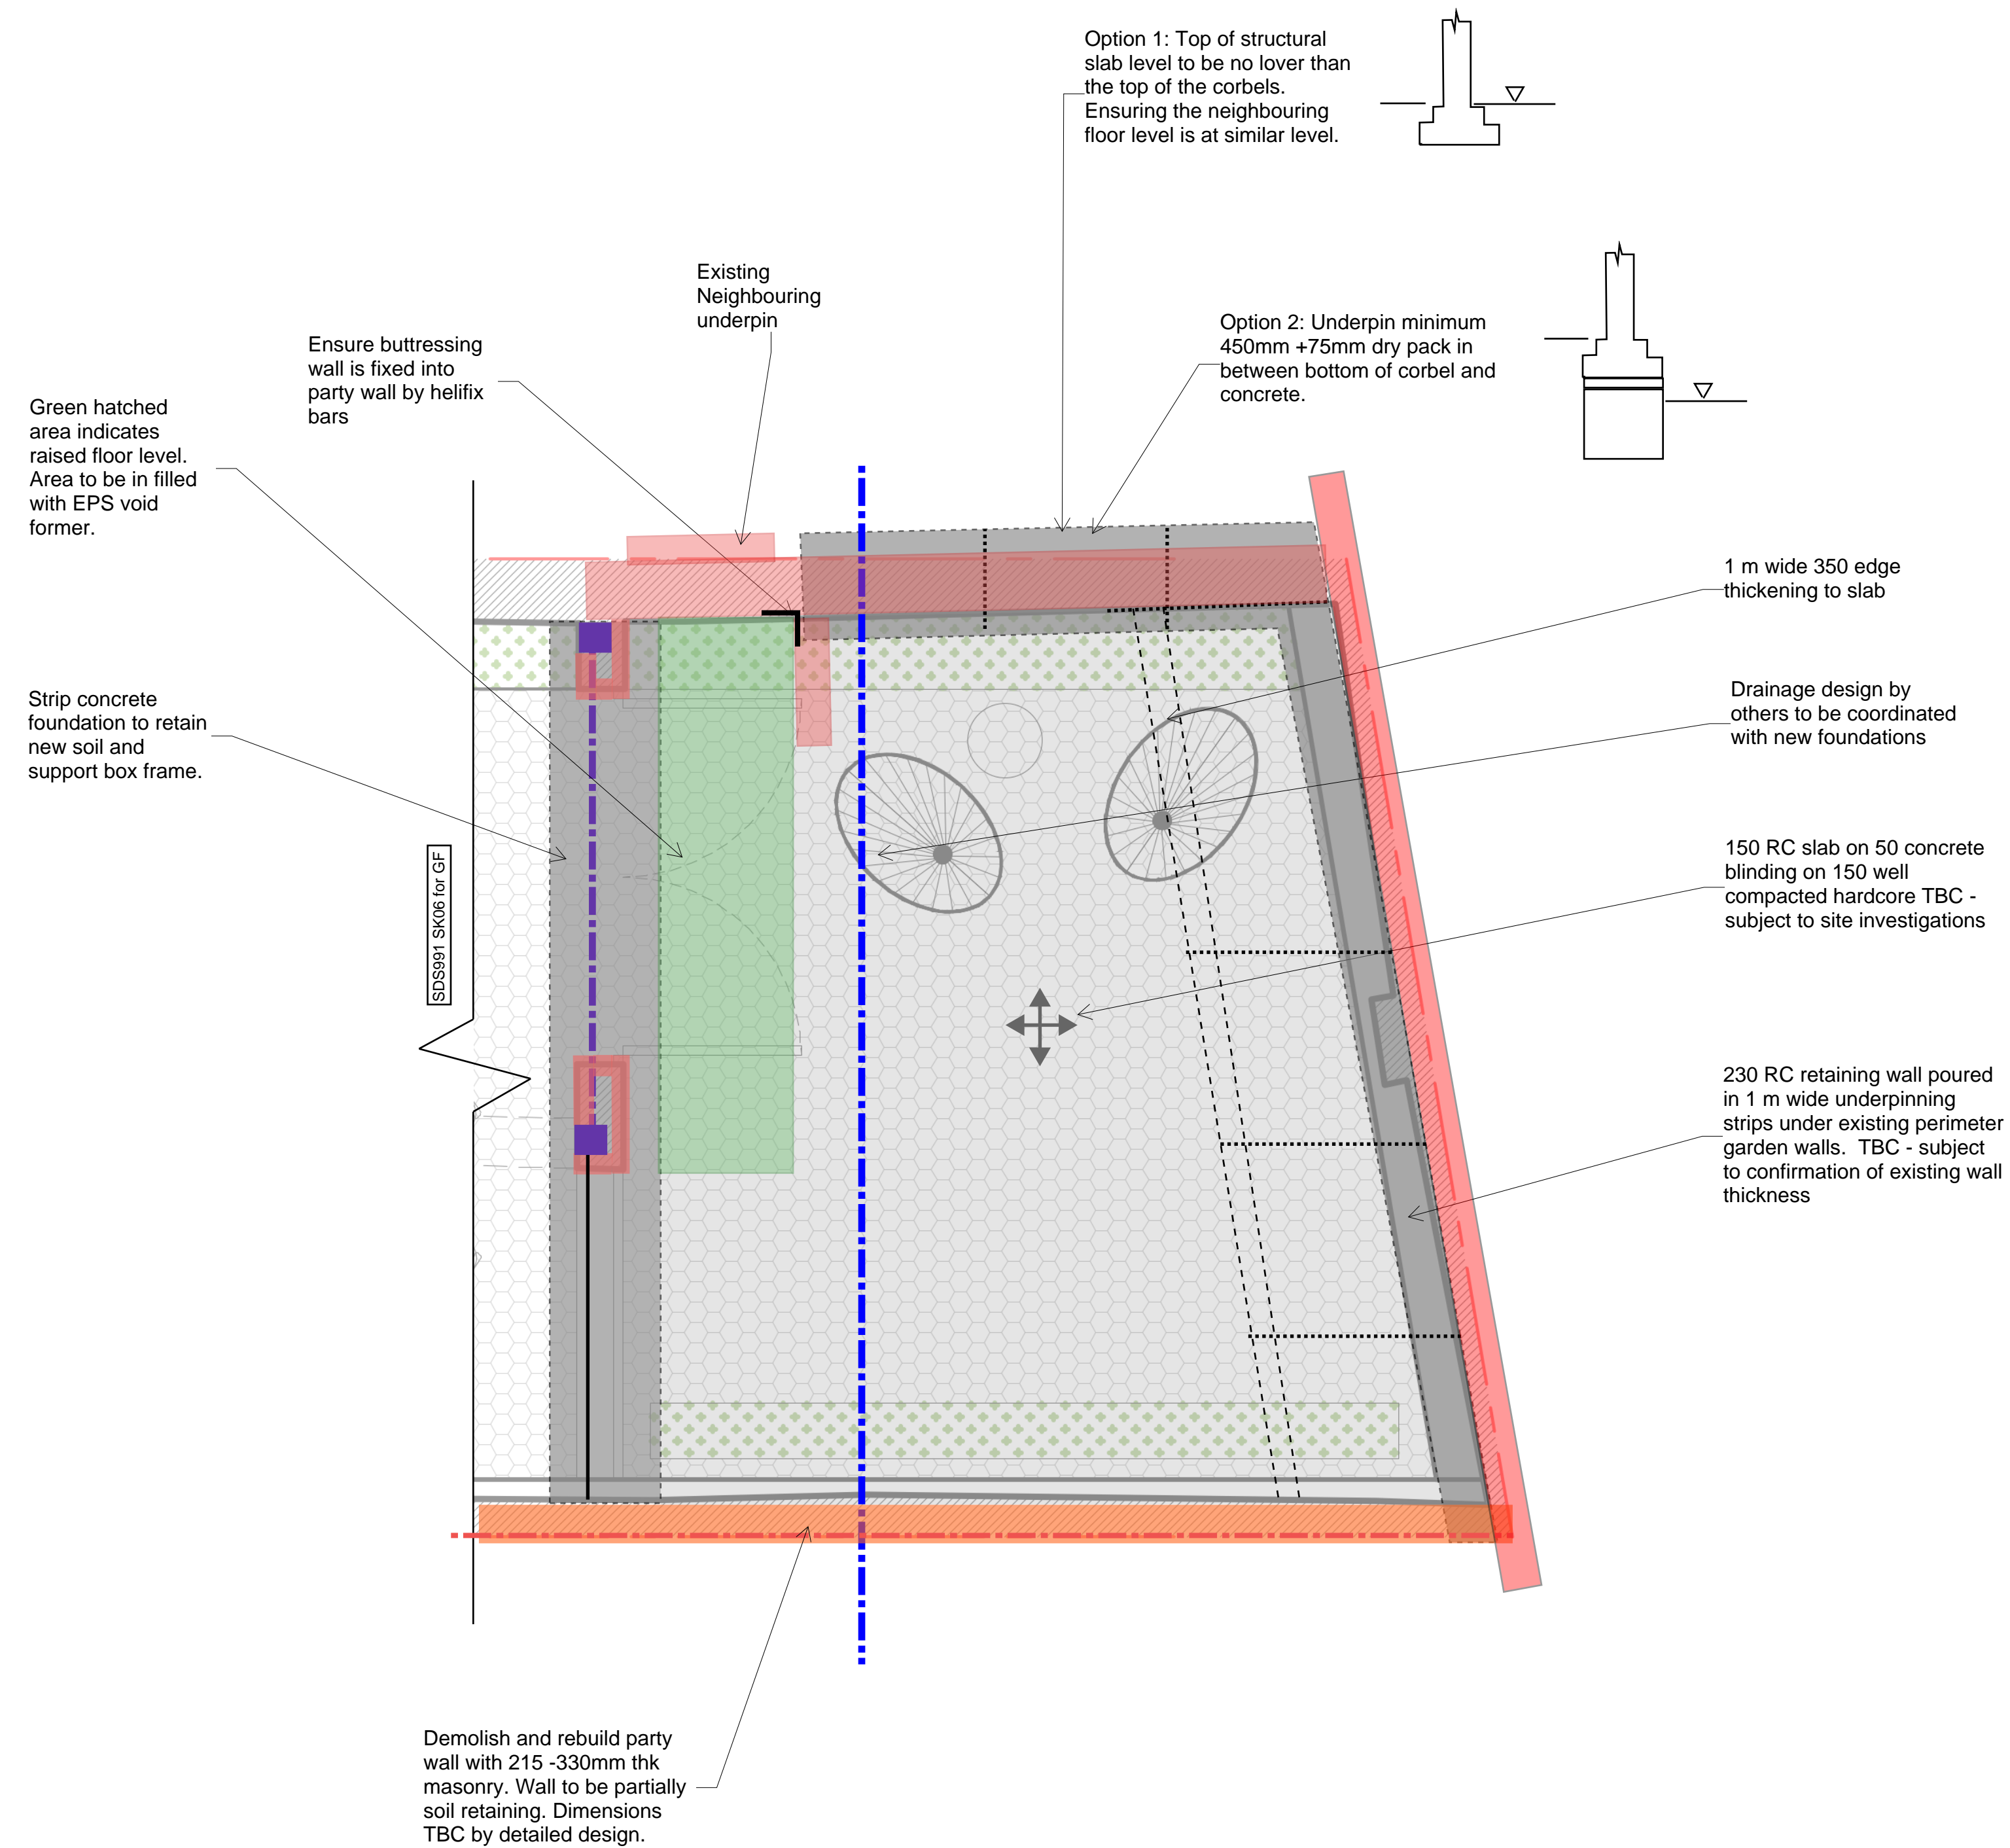 Option 1: Top of structural
slab level to be no lover than
the top of the corbels.
Ensuring the neighbouring
floor level is at similar level.
Existing
Neighbouring
underpin
Option 2: Underpin minimum
450mm +75mm dry pack in
between bottom of corbel and
concrete.
Ensure buttressing
wall is fixed into
party wall by helifix
bars
Green hatched
area indicates
raised floor level.
Area to be in filled
with EPS void
former.
1 m wide 350 edge
thickening to slab
Strip concrete
foundation to retain
new soil and
support box frame.
Drainage design by
others to be coordinated
with new foundations
SDS991 SK06 for GF
150 RC slab on 50 concrete
blinding on 150 well
compacted hardcore TBC -
subject to site investigations
230 RC retaining wall poured
in 1 m wide underpinning
strips under existing perimeter
garden walls. TBC - subject
to confirmation of existing wall
thickness
Demolish and rebuild party
wall with 215 -330mm thk
masonry. Wall to be partially
soil retaining. Dimensions
TBC by detailed design.